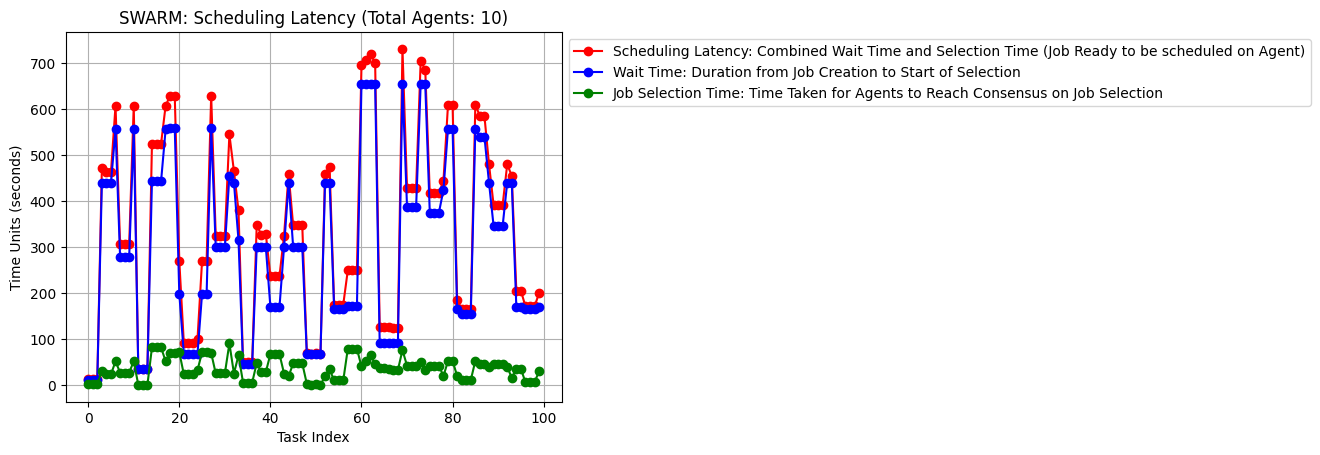 SWARM: Scheduling Latency (Total Agents: 10)
Scheduling Latency: Combined Wait Time and Selection Time (Job Ready to be scheduled on Agent)
Wait Time: Duration from Job Creation to Start of Selection
Job Selection Time: Time Taken for Agents to Reach Consensus on Job Selection
Time Units (seconds)
700
600
500
400
300
200
100
0
0 20 40 60 80 100
Task Index